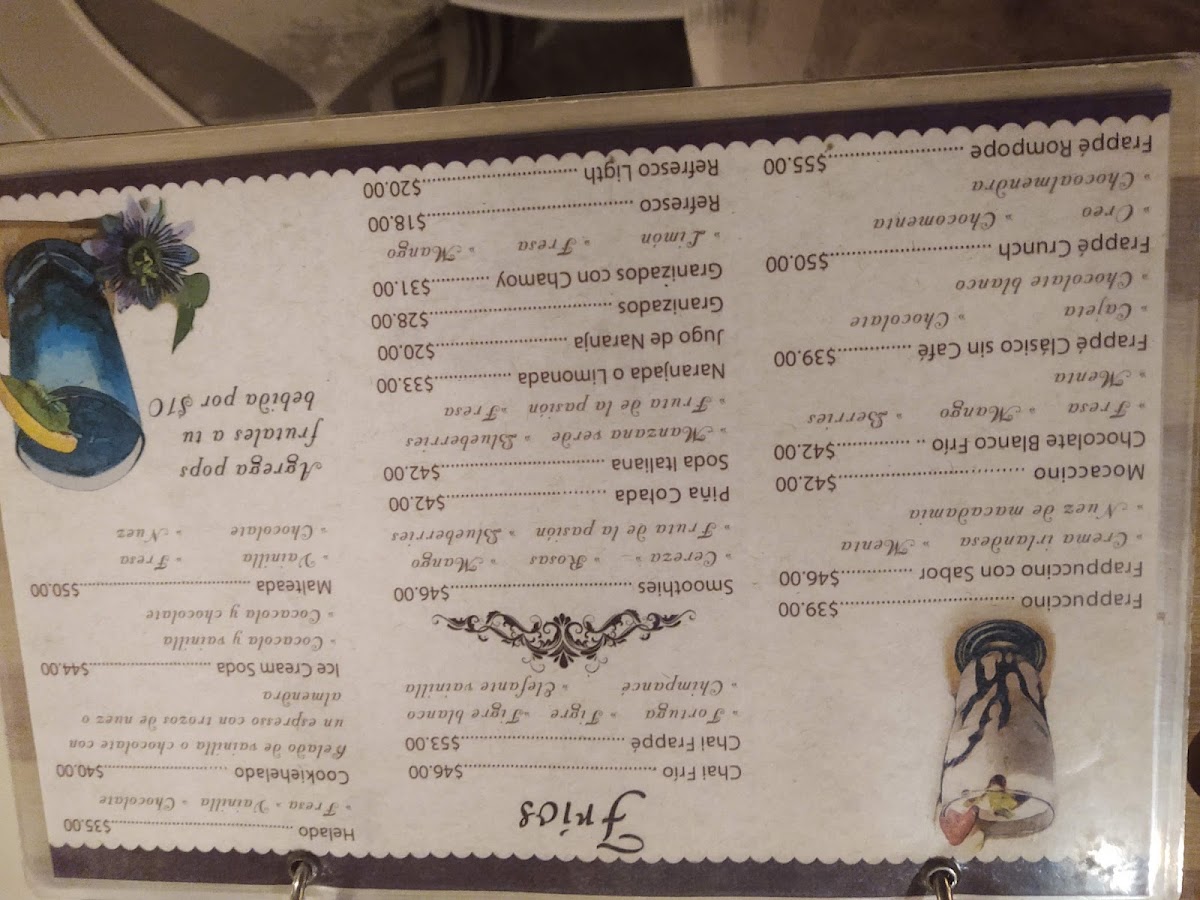 Frappuccino ................................$39.00
Frappuccino con Sabor .............$46.00
◦ Crema irlandesa ◦ Menta
◦ Nuez de macadamia
Mocaccino ..............................$42.00
Chocolate Blanco Frío .. ............$42.00
◦ Fresa ◦ Mango ◦ Berries
◦ Menta
Frappé Clásico sin Café ..............$39.00
◦ Cajeta ◦ Chocolate
◦ Chocolate blanco
Frappé Crunch .............................$50.00
◦ Oreo ◦ Chocomenta
◦ Chocoalmendra
Frappé Rompope ........................$55.00
Fríos
Chai Frío ...................................$46.00
Chai Frappé ..............................$53.00
◦ Tortuga ◦ Tigre ◦ Tigre blanco
◦ Chimpancé ◦ Elefante vainilla
Smoothies .................................$46.00
◦ Cereza ◦ Rosas ◦ Mango
◦ Fruta de la pasión ◦ Blueberries
Piña Colada ...............................$42.00
Soda Italiana ..............................$42.00
◦ Manzana verde ◦ Blueberries
◦ Fruta de la pasión ◦ Fresa
Naranjada o Limonada ..............$33.00
Jugo de Naranja .......................$20.00
Granizados ................................$28.00
Granizados con Chamoy ..........$31.00
◦ Limón ◦ Fresa ◦ Mango
Refresco .....................................$18.00
Refresco Ligth ............................$20.00
Helado .......................................$35.00
◦ Fresa ◦ Vainilla ◦ Chocolate
Cookiehelado ............................$40.00
Helado de vainilla o chocolate con
un espresso con trozos de nuez o
almendra
Ice Cream Soda .........................$44.00
◦ Cocacola y vainilla
◦ Cocacola y chocolate
Malteada ...................................$50.00
◦ Vainilla ◦ Fresa
◦ Chocolate ◦ Nuez
Agrega pops
frutales a tu
bebida por $10